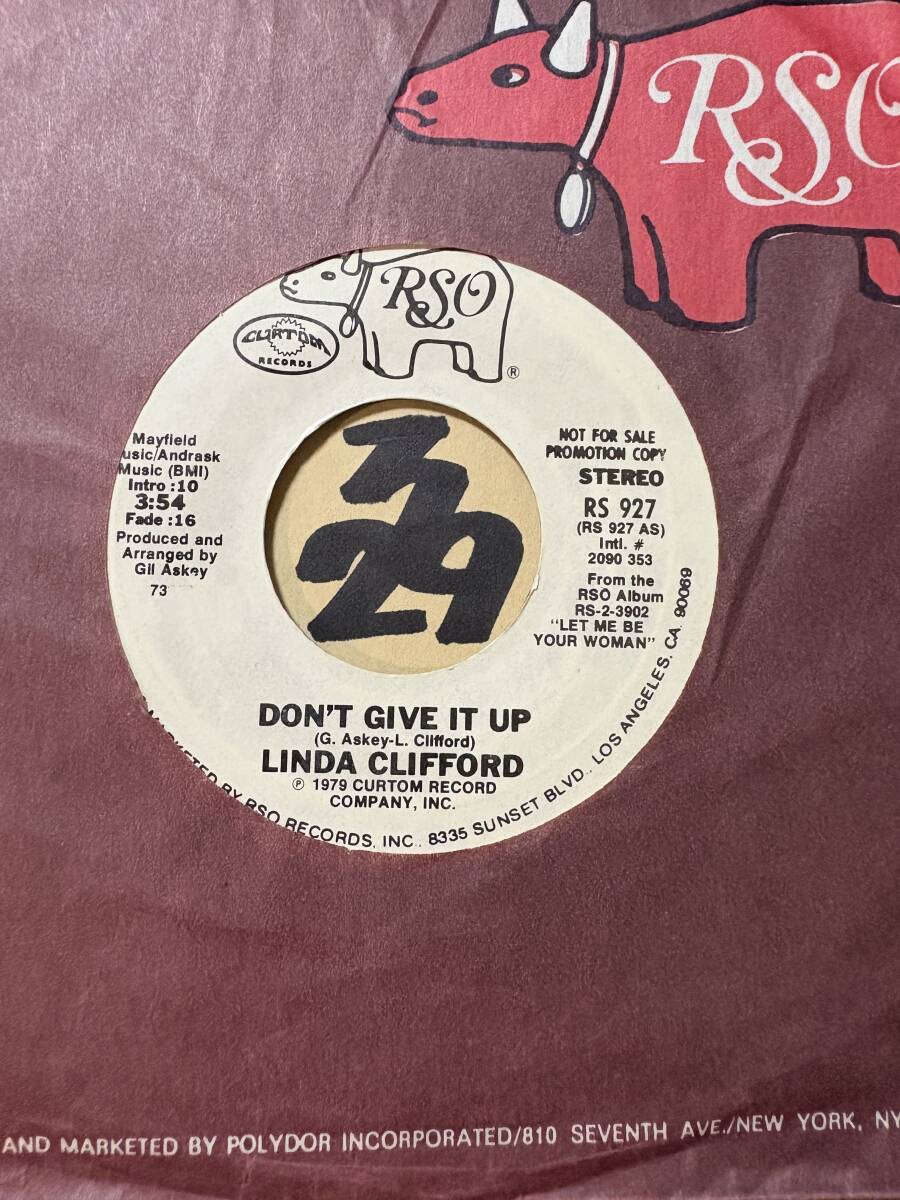 RSO
RSO
®
CURTOM
RECORDS
Mayfield
usic/Andrask
Music (BMI)
Intro :10
3:54
Fade :16
Produced and
Arranged by
Gil Askey
73
NOT FOR SALE
PROMOTION COPY
STEREO
RS 927
(RS 927 AS)
Intl. #
2090 353
From the
RSO Album
RS-2-3902
"LET ME BE
YOUR WOMAN"
29
DON'T GIVE IT UP
(G. Askey-L. Clifford)
LINDA CLIFFORD
℗ 1979 CURTOM RECORD
COMPANY, INC.
MARKETED BY RSO RECORDS, INC., 8335 SUNSET BLVD., LOS ANGELES, CA. 90069
AND MARKETED BY POLYDOR INCORPORATED/810 SEVENTH AVE./NEW YORK, NY